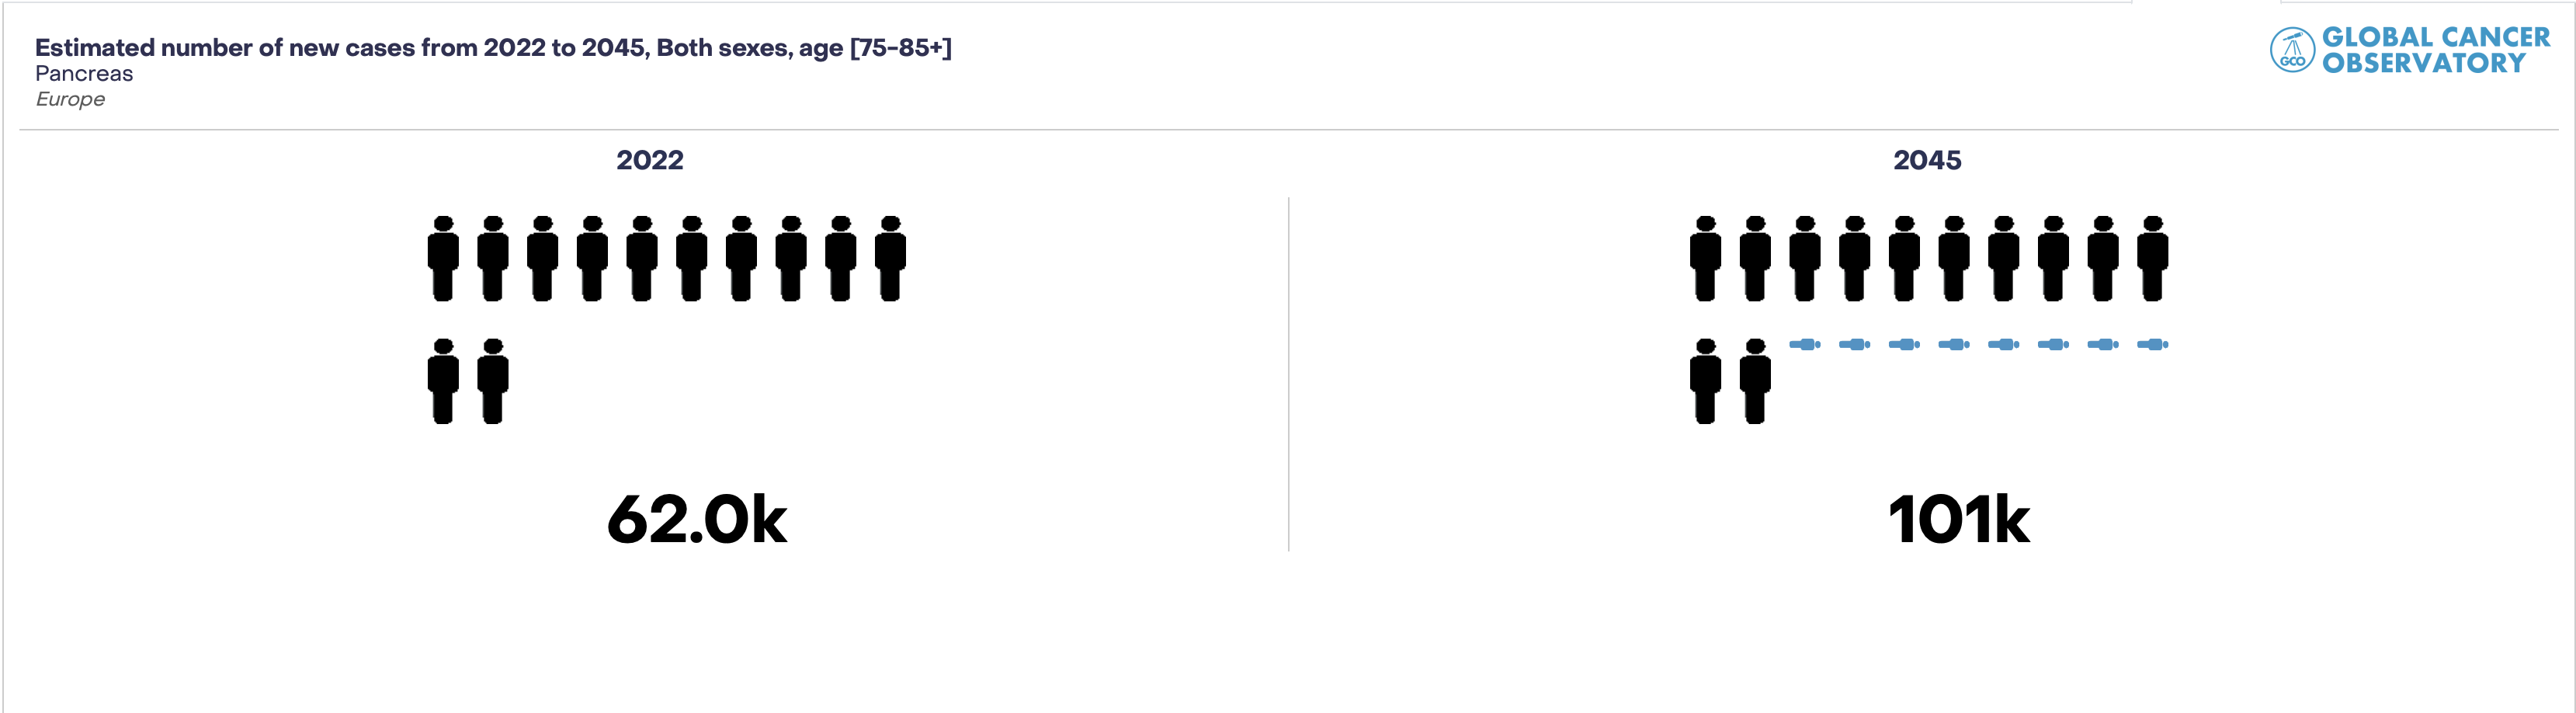 Estimated number of new cases from 2022 to 2045, Both sexes, age [75-85+]
Pancreas
Europe
GCO
GLOBAL CANCER
OBSERVATORY
2022
2045
62.0k
101k